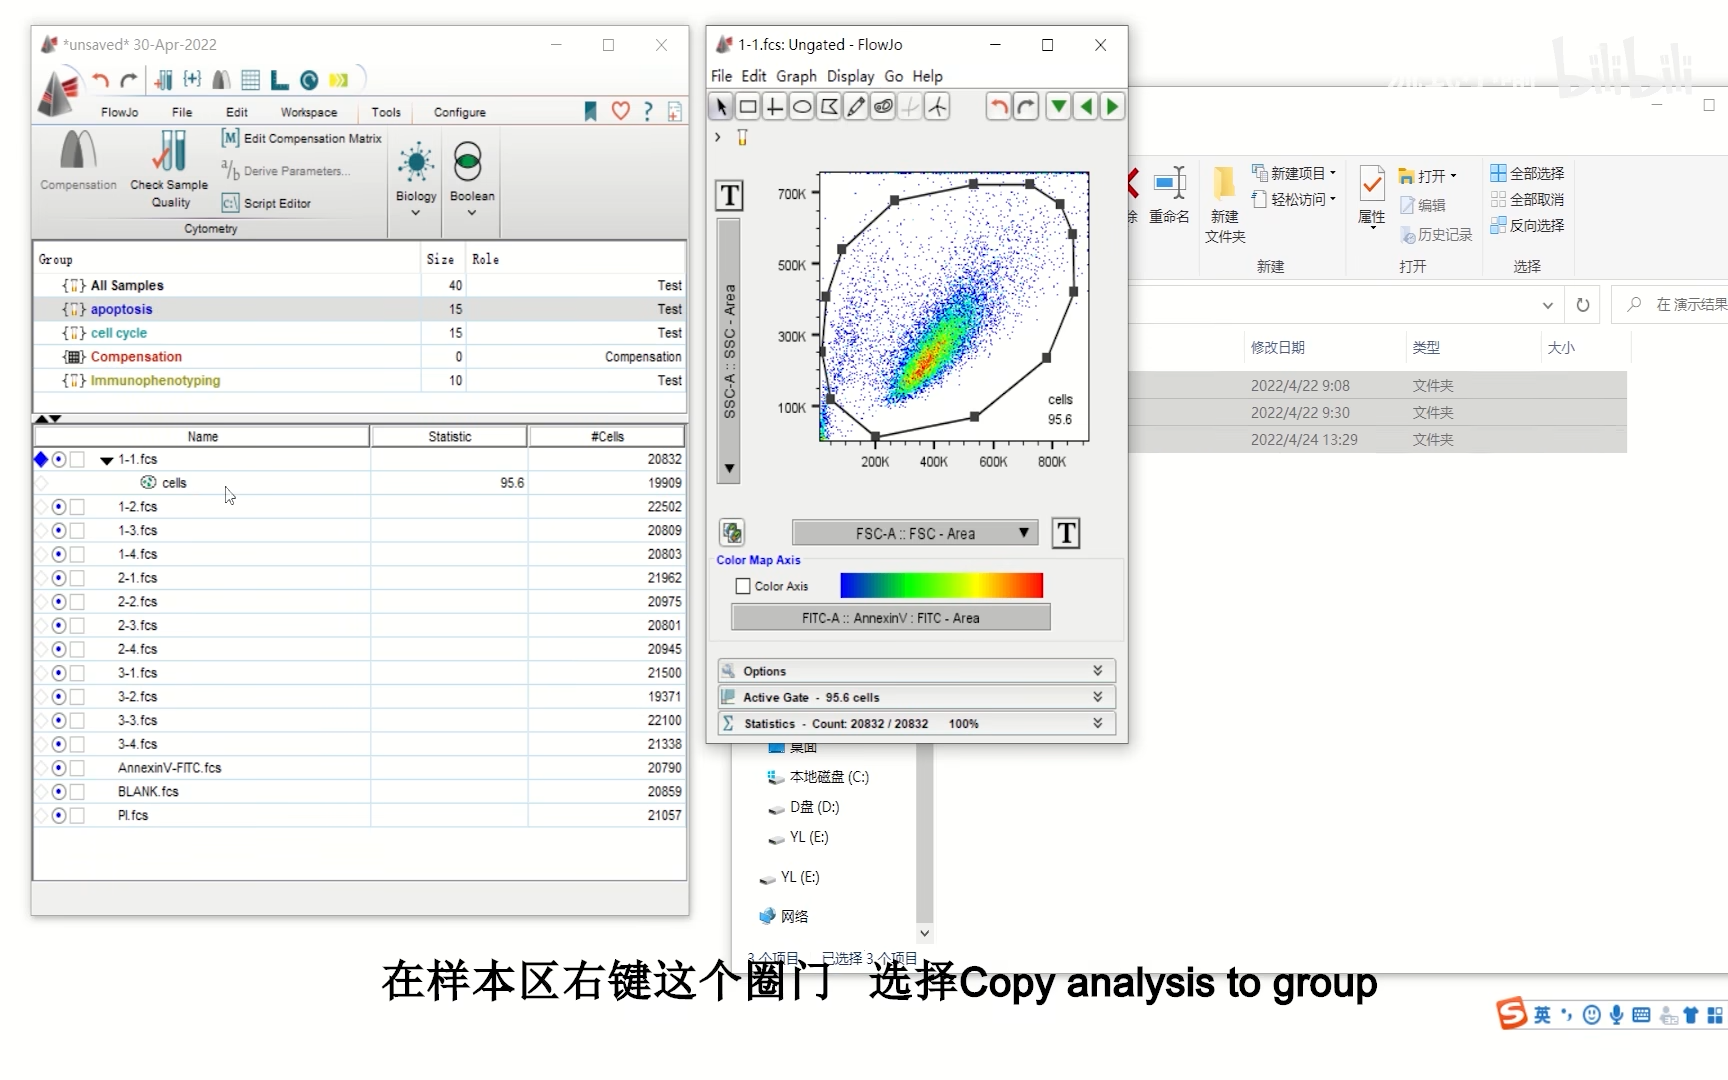 *unsaved* 30-Apr-2022
FlowJo File Edit Workspace Tools Configure
Compensation
Check Sample Quality
[M] Edit Compensation Matrix
a/b Derive Parameters...
c:\ Script Editor
Biology
Boolean
Cytometry
Group Size Role
{} All Samples 40 Test
{} apoptosis 15 Test
{} cell cycle 15 Test
{} Compensation 0 Compensation
{} Immunophenotyping 10 Test
Name Statistic #Cells
1-1.fcs 20832
cells 95.6 19909
1-2.fcs 22502
1-3.fcs 20809
1-4.fcs 20803
2-1.fcs 21962
2-2.fcs 20975
2-3.fcs 20801
2-4.fcs 20945
3-1.fcs 21500
3-2.fcs 19371
3-3.fcs 22100
3-4.fcs 21338
AnnexinV-FITC.fcs 20790
BLANK.fcs 20859
PI.fcs 21057
1-1.fcs: Ungated - FlowJo
File Edit Graph Display Go Help
T
SSC-A :: SSC - Area
700K
500K
300K
100K
cells
95.6
200K 400K 600K 800K
FSC-A :: FSC - Area
T
Color Map Axis
Color Axis
FITC-A :: AnnexinV : FITC - Area
Options
Active Gate - 95.6 cells
Statistics - Count: 20832 / 20832 100%
bilibili
除
重命名
新建
文件夹
新建项目
轻松访问
新建
属性
打开
编辑
历史记录
打开
全部选择
全部取消
反向选择
选择
在 演示结果
修改日期 类型 大小
2022/4/22 9:08 文件夹
2022/4/22 9:30 文件夹
2022/4/24 13:29 文件夹
桌面
本地磁盘 (C:)
D盘 (D:)
YL (E:)
YL (E:)
网络
3 个项目 已选择 3 个项目
在样本区右键这个圈门 选择Copy analysis to group
S 英